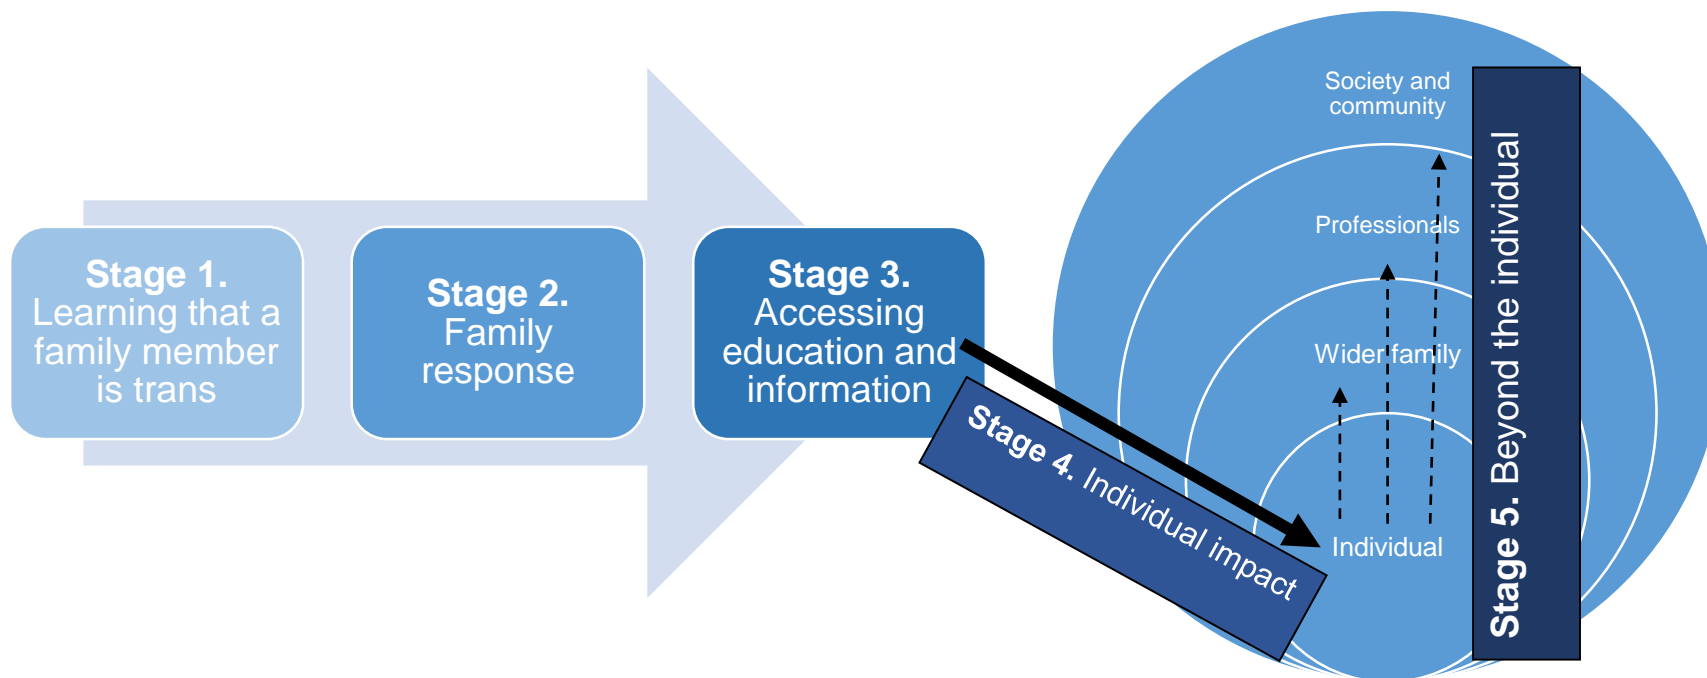 Stage 1.
Learning that a
family member
is trans
Stage 2.
Family
response
Stage 3.
Accessing
education and
information
Stage 4. Individual impact
Society and
community
Professionals
Wider family
Individual
Stage 5. Beyond the individual